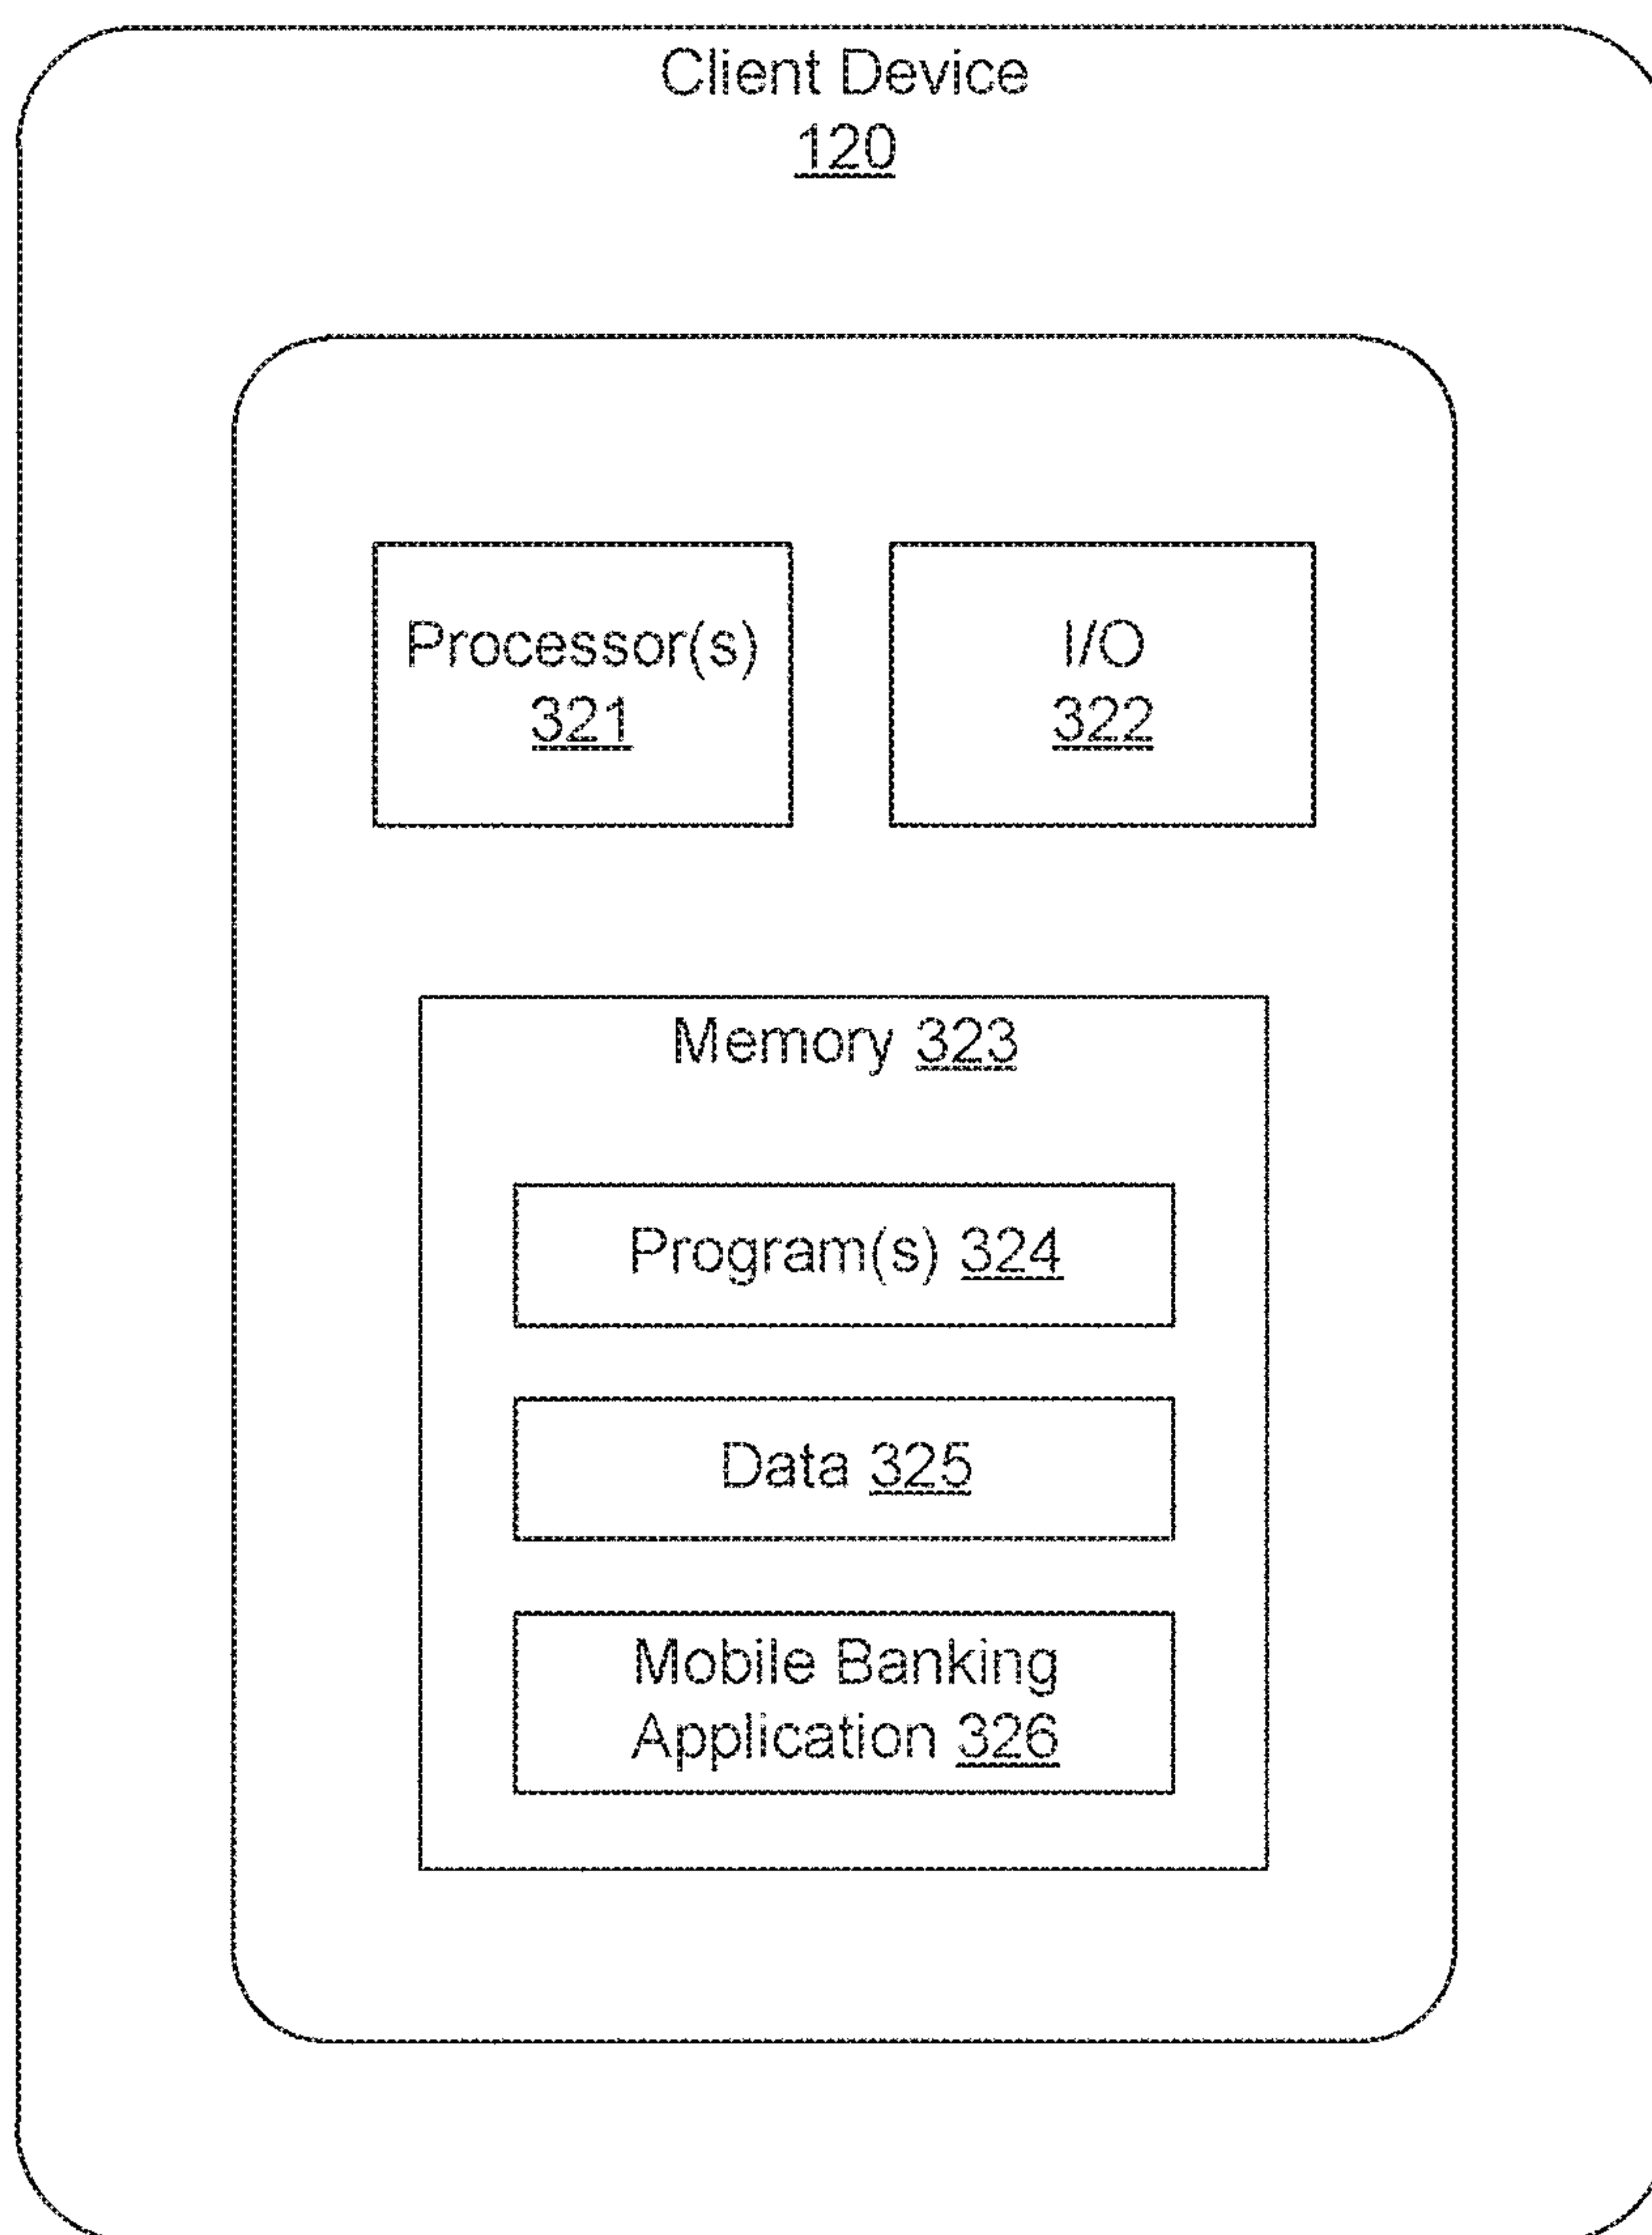 Client Device
120
Processor(s)
321
I/O
322
Memory 323
Program(s) 324
Data 325
Mobile Banking
Application 326